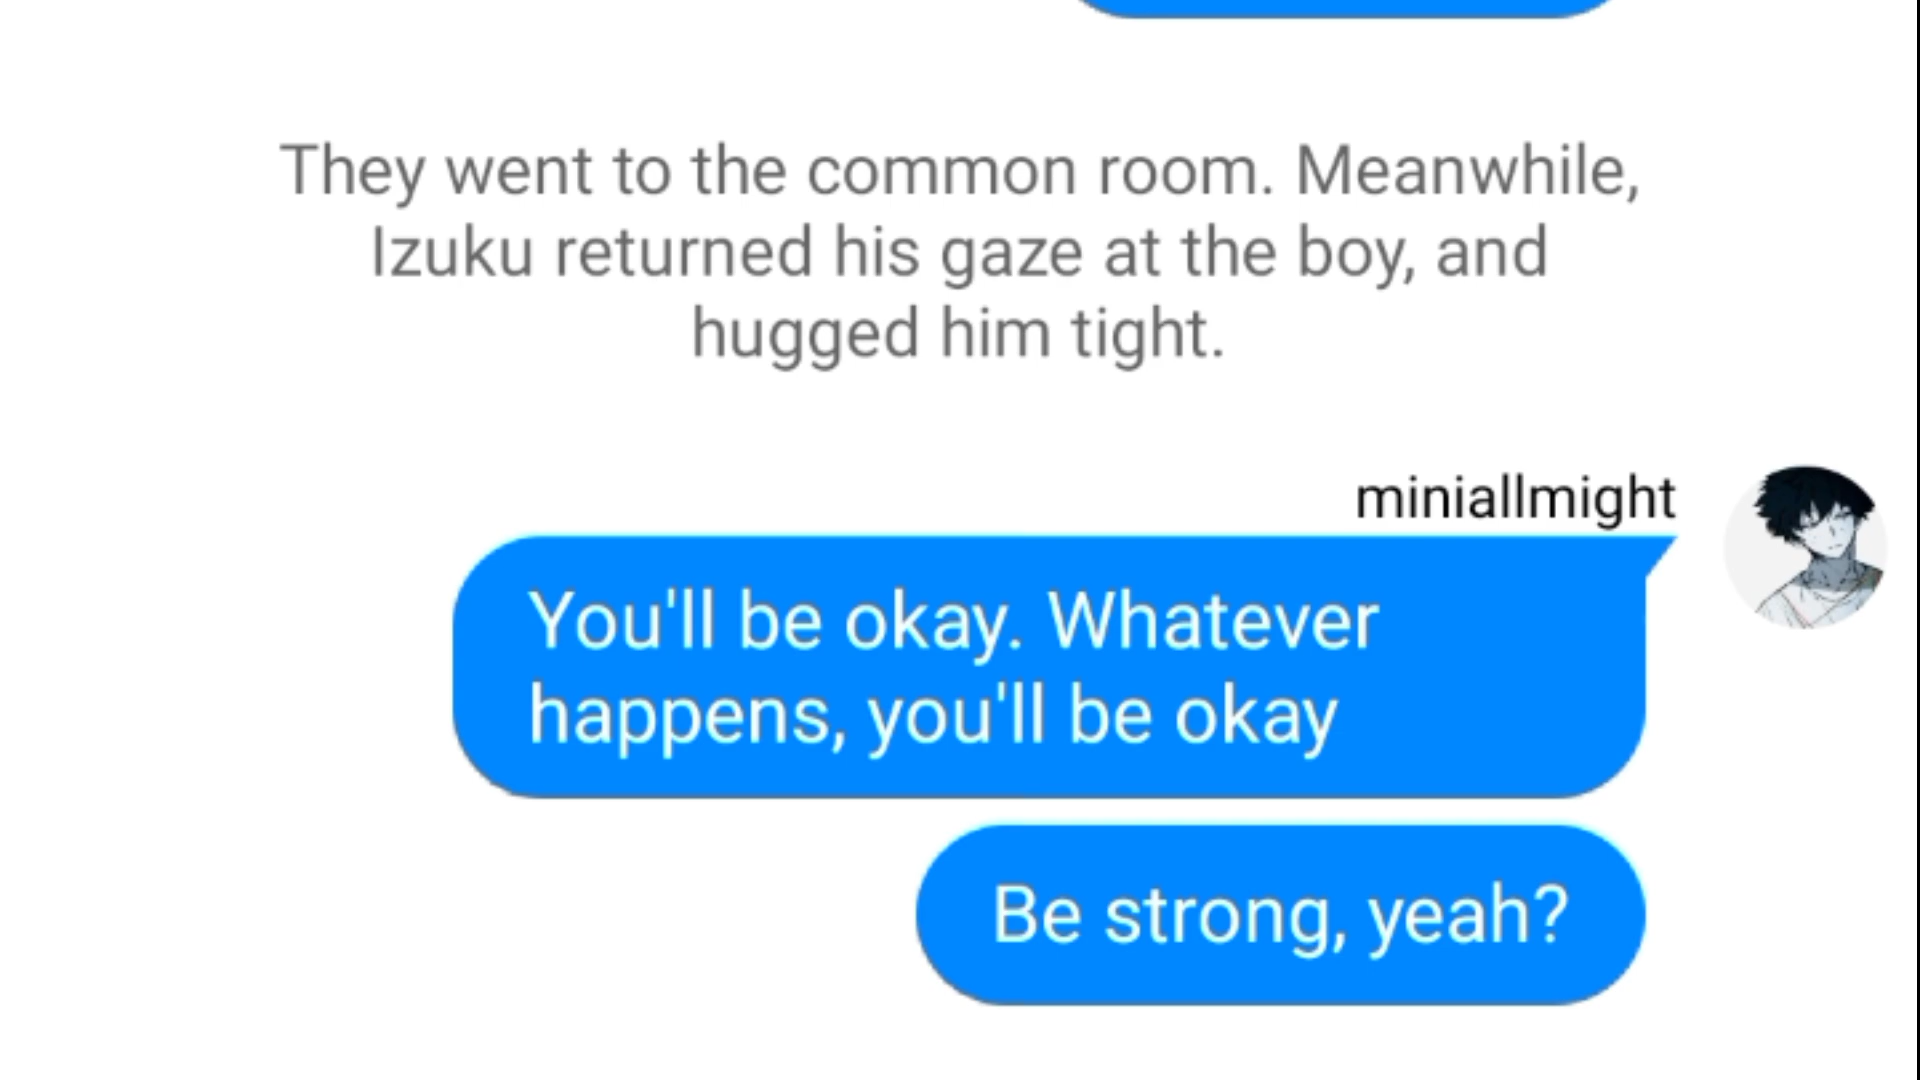 They went to the common room. Meanwhile,
Izuku returned his gaze at the boy, and
hugged him tight.
miniallmight
You'll be okay. Whatever
happens, you'll be okay
Be strong, yeah?